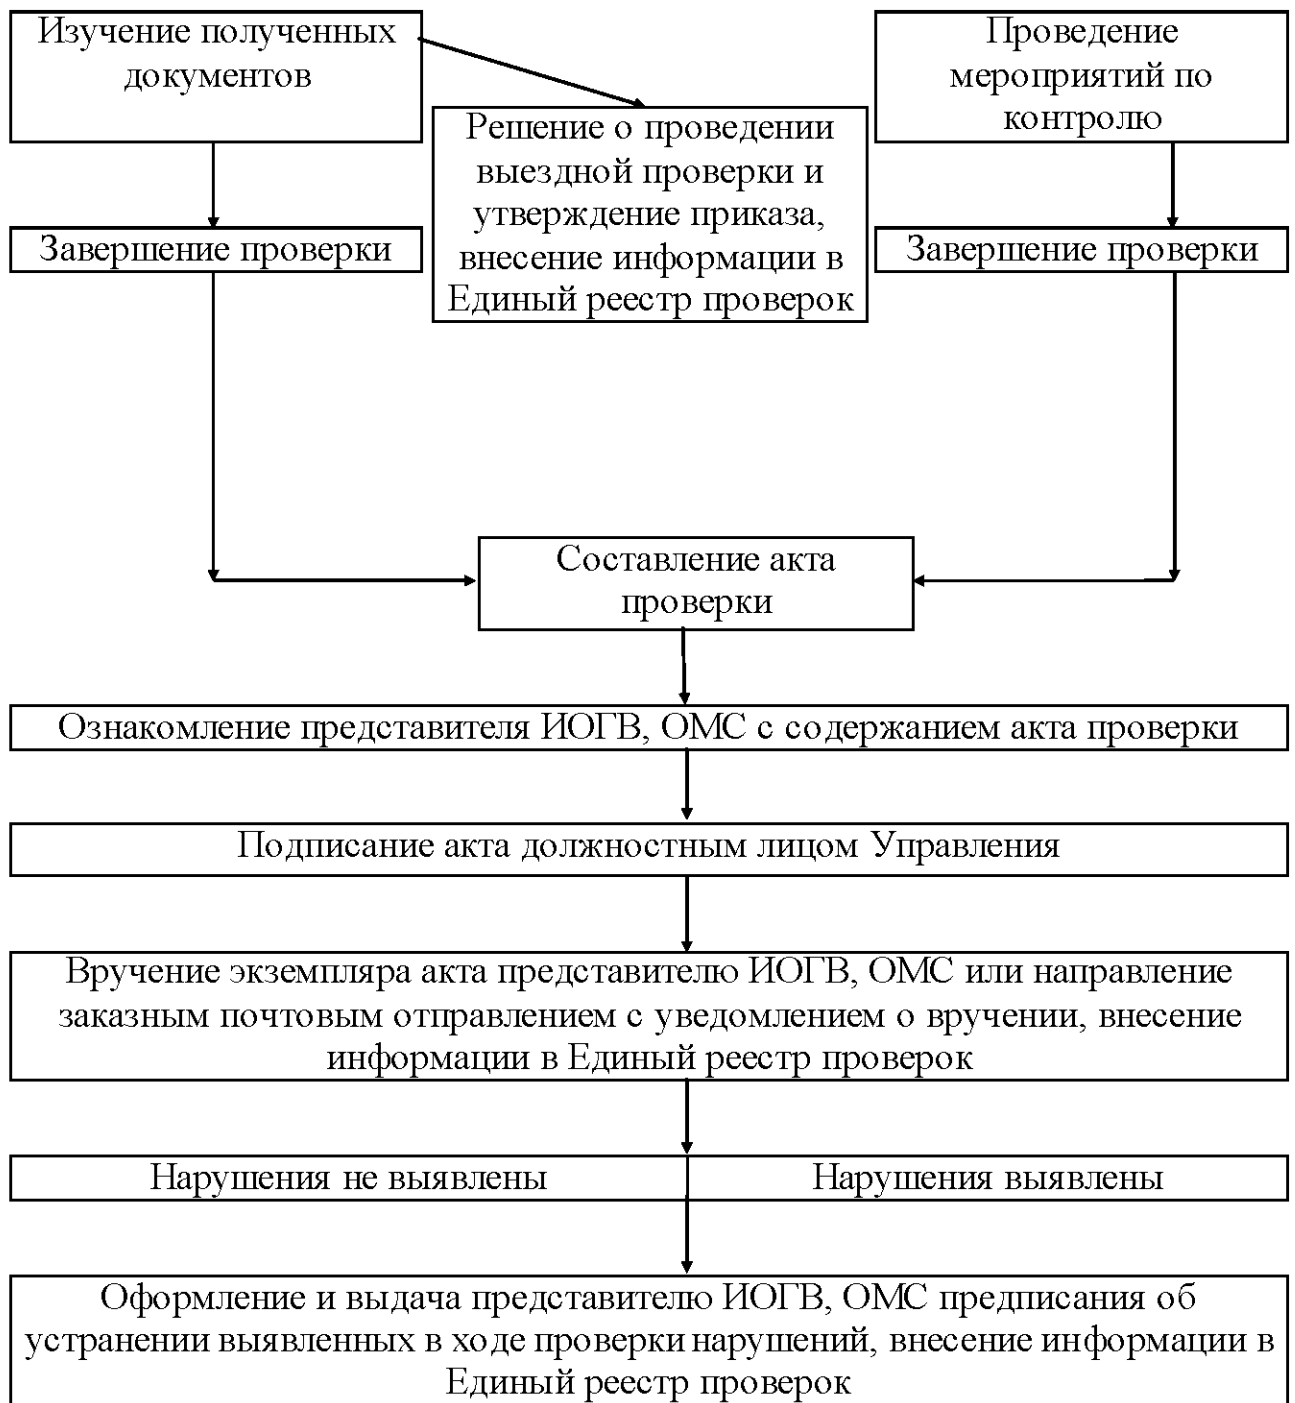 Изучение полученных
документов
Проведение
мероприятий по
контролю
Решение о проведении
выездной проверки и
утверждение приказа,
внесение информации в
Единый реестр проверок
Завершение проверки
Завершение проверки
Составление акта
проверки
Ознакомление представителя ИОГВ, ОМС с содержанием акта проверки
Подписание акта должностным лицом Управления
Вручение экземпляра акта представителю ИОГВ, ОМС или направление
заказным почтовым отправлением с уведомлением о вручении, внесение
информации в Единый реестр проверок
Нарушения не выявлены
Нарушения выявлены
Оформление и выдача представителю ИОГВ, ОМС предписания об
устранении выявленных в ходе проверки нарушений, внесение информации в
Единый реестр проверок